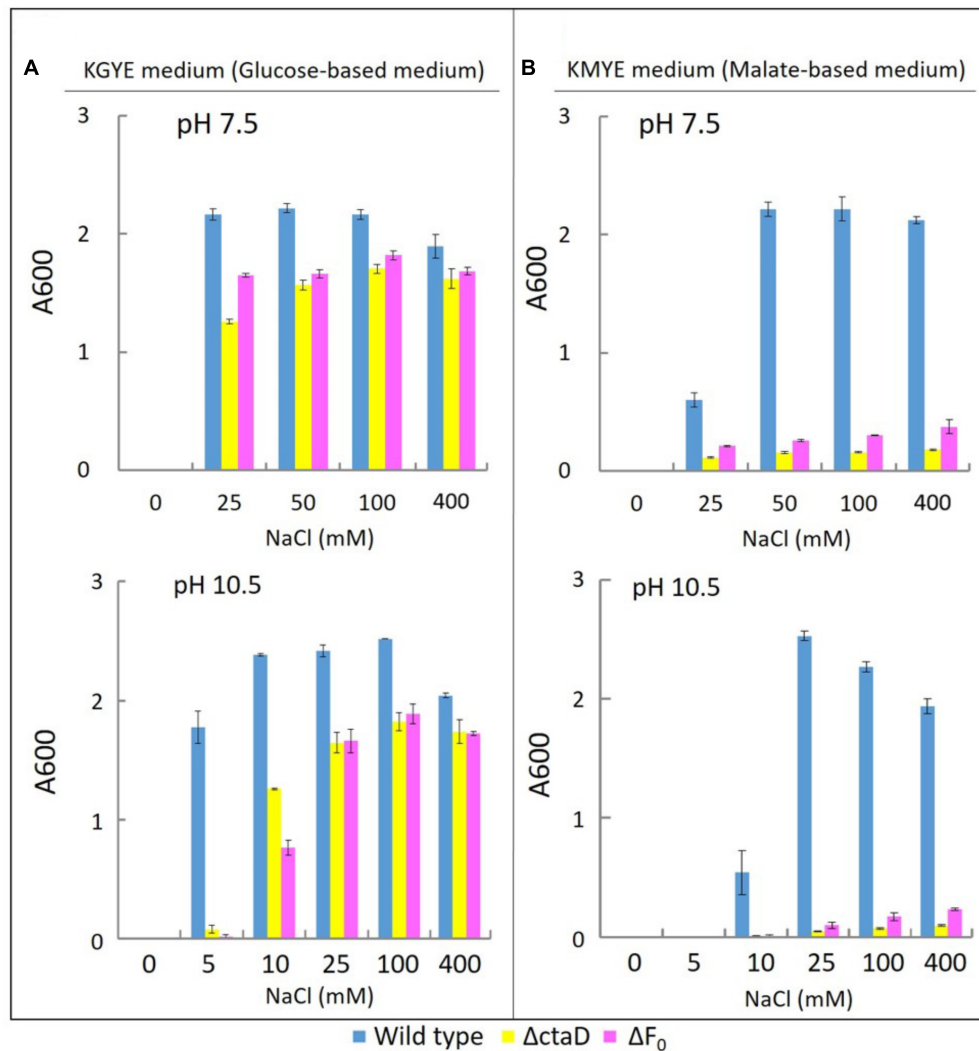 A KGYE medium (Glucose-based medium)
pH 7.5
3
2
1
0
A600
0 25 50 100 400
NaCl (mM)
pH 10.5
3
2
1
0
A600
0 5 10 25 100 400
NaCl (mM)
B KMYE medium (Malate-based medium)
pH 7.5
3
2
1
0
A600
0 25 50 100 400
NaCl (mM)
pH 10.5
3
2
1
0
A600
0 5 10 25 100 400
NaCl (mM)
Wild type ΔctaD ΔF₀